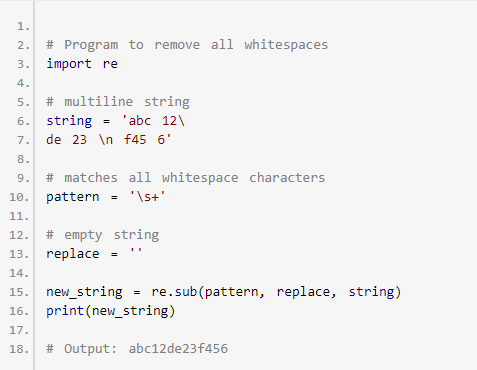 1.
2. # Program to remove all whitespaces
3. import re
4.
5. # multiline string
6. string = 'abc 12\
7. de 23 \n f45 6'
8.
9. # matches all whitespace characters
10. pattern = '\s+'
11.
12. # empty string
13. replace = ''
14.
15. new_string = re.sub(pattern, replace, string)
16. print(new_string)
17.
18. # Output: abc12de23f456